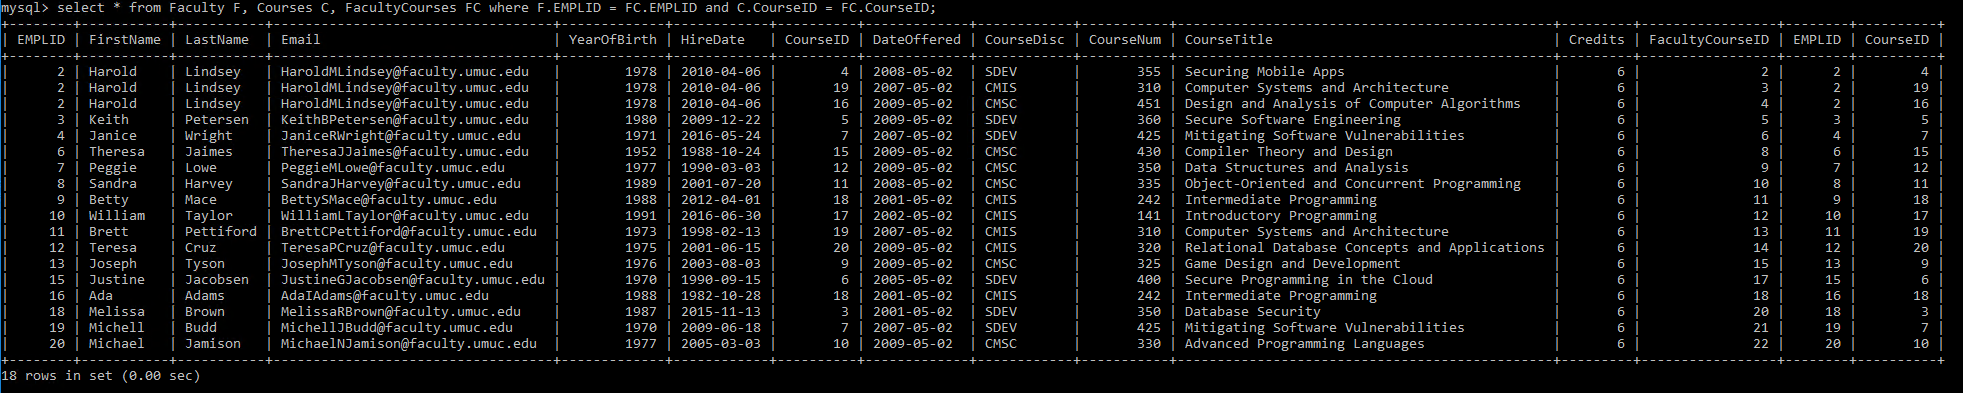 mysql> select * from Faculty F, Courses C, FacultyCourses FC where F.EMPLID = FC.EMPLID and C.CourseID = FC.CourseID;
| EMPLID | FirstName | LastName | Email | YearOfBirth | HireDate | CourseID | DateOffered | CourseDisc | CourseNum | CourseTitle | Credits | FacultyCourseID | EMPLID | CourseID |
| 2 | Harold | Lindsey | HaroldMLindsey@faculty.umuc.edu | 1978 | 2010-04-06 | 4 | 2008-05-02 | SDEV | 355 | Securing Mobile Apps | 6 | 2 | 2 | 4 |
| 2 | Harold | Lindsey | HaroldMLindsey@faculty.umuc.edu | 1978 | 2010-04-06 | 19 | 2007-05-02 | CMIS | 310 | Computer Systems and Architecture | 6 | 3 | 2 | 19 |
| 2 | Harold | Lindsey | HaroldMLindsey@faculty.umuc.edu | 1978 | 2010-04-06 | 16 | 2009-05-02 | CMSC | 451 | Design and Analysis of Computer Algorithms | 6 | 4 | 2 | 16 |
| 3 | Keith | Petersen | KeithBPetersen@faculty.umuc.edu | 1980 | 2009-12-22 | 5 | 2009-05-02 | SDEV | 360 | Secure Software Engineering | 6 | 5 | 3 | 5 |
| 4 | Janice | Wright | JaniceRWright@faculty.umuc.edu | 1971 | 2016-05-24 | 7 | 2007-05-02 | SDEV | 425 | Mitigating Software Vulnerabilities | 6 | 6 | 4 | 7 |
| 6 | Theresa | Jaimes | TheresaJJaimes@faculty.umuc.edu | 1952 | 1988-10-24 | 15 | 2009-05-02 | CMSC | 430 | Compiler Theory and Design | 6 | 8 | 6 | 15 |
| 7 | Peggie | Lowe | PeggieMLowe@faculty.umuc.edu | 1977 | 1990-03-03 | 12 | 2009-05-02 | CMSC | 350 | Data Structures and Analysis | 6 | 9 | 7 | 12 |
| 8 | Sandra | Harvey | SandraJHarvey@faculty.umuc.edu | 1989 | 2001-07-20 | 11 | 2008-05-02 | CMSC | 335 | Object-Oriented and Concurrent Programming | 6 | 10 | 8 | 11 |
| 9 | Betty | Mace | BettySMace@faculty.umuc.edu | 1988 | 2012-04-01 | 18 | 2001-05-02 | CMIS | 242 | Intermediate Programming | 6 | 11 | 9 | 18 |
| 10 | William | Taylor | WilliamLTaylor@faculty.umuc.edu | 1991 | 2016-06-30 | 17 | 2002-05-02 | CMIS | 141 | Introductory Programming | 6 | 12 | 10 | 17 |
| 11 | Brett | Pettiford | BrettCPettiford@faculty.umuc.edu | 1973 | 1998-02-13 | 19 | 2007-05-02 | CMIS | 310 | Computer Systems and Architecture | 6 | 13 | 11 | 19 |
| 12 | Teresa | Cruz | TeresaPCruz@faculty.umuc.edu | 1975 | 2001-06-15 | 20 | 2009-05-02 | CMIS | 320 | Relational Database Concepts and Applications | 6 | 14 | 12 | 20 |
| 13 | Joseph | Tyson | JosephMTyson@faculty.umuc.edu | 1976 | 2003-08-03 | 9 | 2009-05-02 | CMSC | 325 | Game Design and Development | 6 | 15 | 13 | 9 |
| 15 | Justine | Jacobsen | JustineGJacobsen@faculty.umuc.edu | 1970 | 1990-09-15 | 6 | 2005-05-02 | SDEV | 400 | Secure Programming in the Cloud | 6 | 17 | 15 | 6 |
| 16 | Ada | Adams | AdaIAdams@faculty.umuc.edu | 1988 | 1982-10-28 | 18 | 2001-05-02 | CMIS | 242 | Intermediate Programming | 6 | 18 | 16 | 18 |
| 18 | Melissa | Brown | MelissaRBrown@faculty.umuc.edu | 1987 | 2015-11-13 | 3 | 2001-05-02 | SDEV | 350 | Database Security | 6 | 20 | 18 | 3 |
| 19 | Michell | Budd | MichellJBudd@faculty.umuc.edu | 1970 | 2009-06-18 | 7 | 2007-05-02 | SDEV | 425 | Mitigating Software Vulnerabilities | 6 | 21 | 19 | 7 |
| 20 | Michael | Jamison | MichaelNJamison@faculty.umuc.edu | 1977 | 2005-03-03 | 10 | 2009-05-02 | CMSC | 330 | Advanced Programming Languages | 6 | 22 | 20 | 10 |
18 rows in set (0.00 sec)